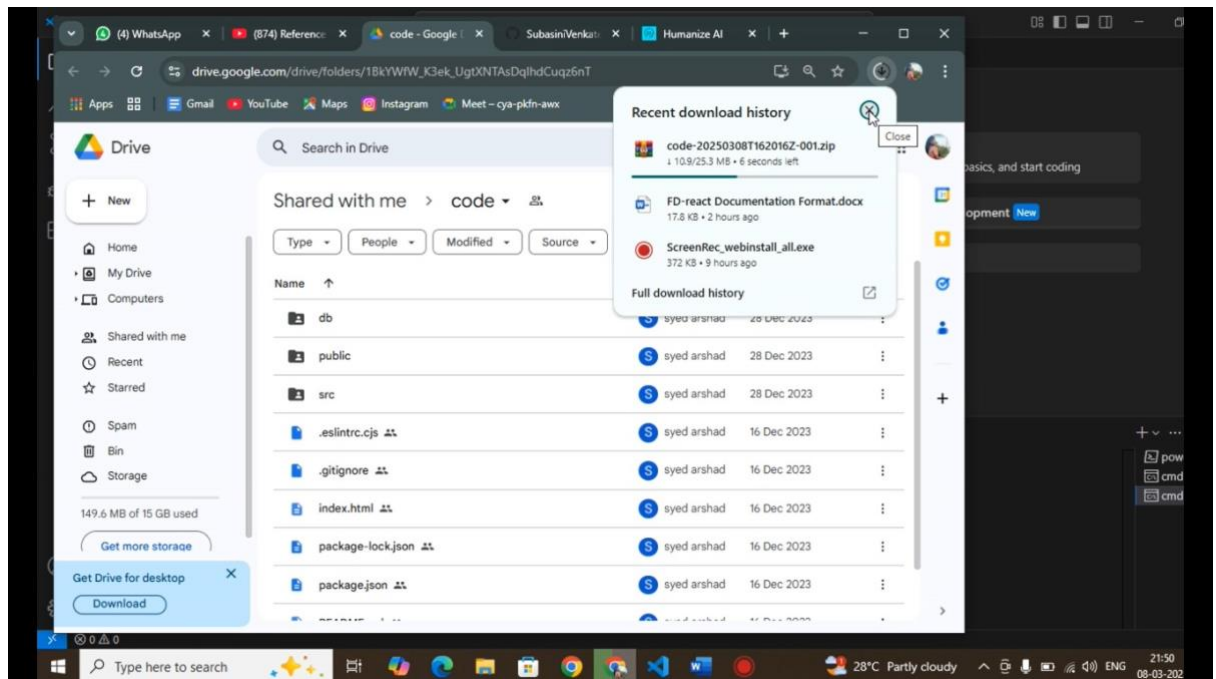 (4) WhatsApp
(874) Reference
code - Google
SubasiniVenkat
Humanize AI
drive.google.com/drive/folders/1BkYWfW_K3ek_UgtXNTAsDqlhdCuqz6nT
Apps
Gmail
YouTube
Maps
Instagram
Meet – cya-pkfn-awx
Drive
Search in Drive
New
Home
My Drive
Computers
Shared with me
Recent
Starred
Spam
Bin
Storage
149.6 MB of 15 GB used
Get more storage
Get Drive for desktop
Download
Shared with me > code
Type People Modified Source
Name
db syed arshad 28 Dec 2023
public syed arshad 28 Dec 2023
src syed arshad 28 Dec 2023
.eslintrc.cjs syed arshad 16 Dec 2023
.gitignore syed arshad 16 Dec 2023
index.html syed arshad 16 Dec 2023
package-lock.json syed arshad 16 Dec 2023
package.json syed arshad 16 Dec 2023
Recent download history
Close
code-20250308T162016Z-001.zip
↓ 10.9/25.3 MB • 6 seconds left
FD-react Documentation Format.docx
17.8 KB • 2 hours ago
ScreenRec_webinstall_all.exe
372 KB • 9 hours ago
Full download history
basics, and start coding
opment New
pow
cmd
cmd
0 0
Type here to search
28°C Partly cloudy
ENG
21:50
08-03-202